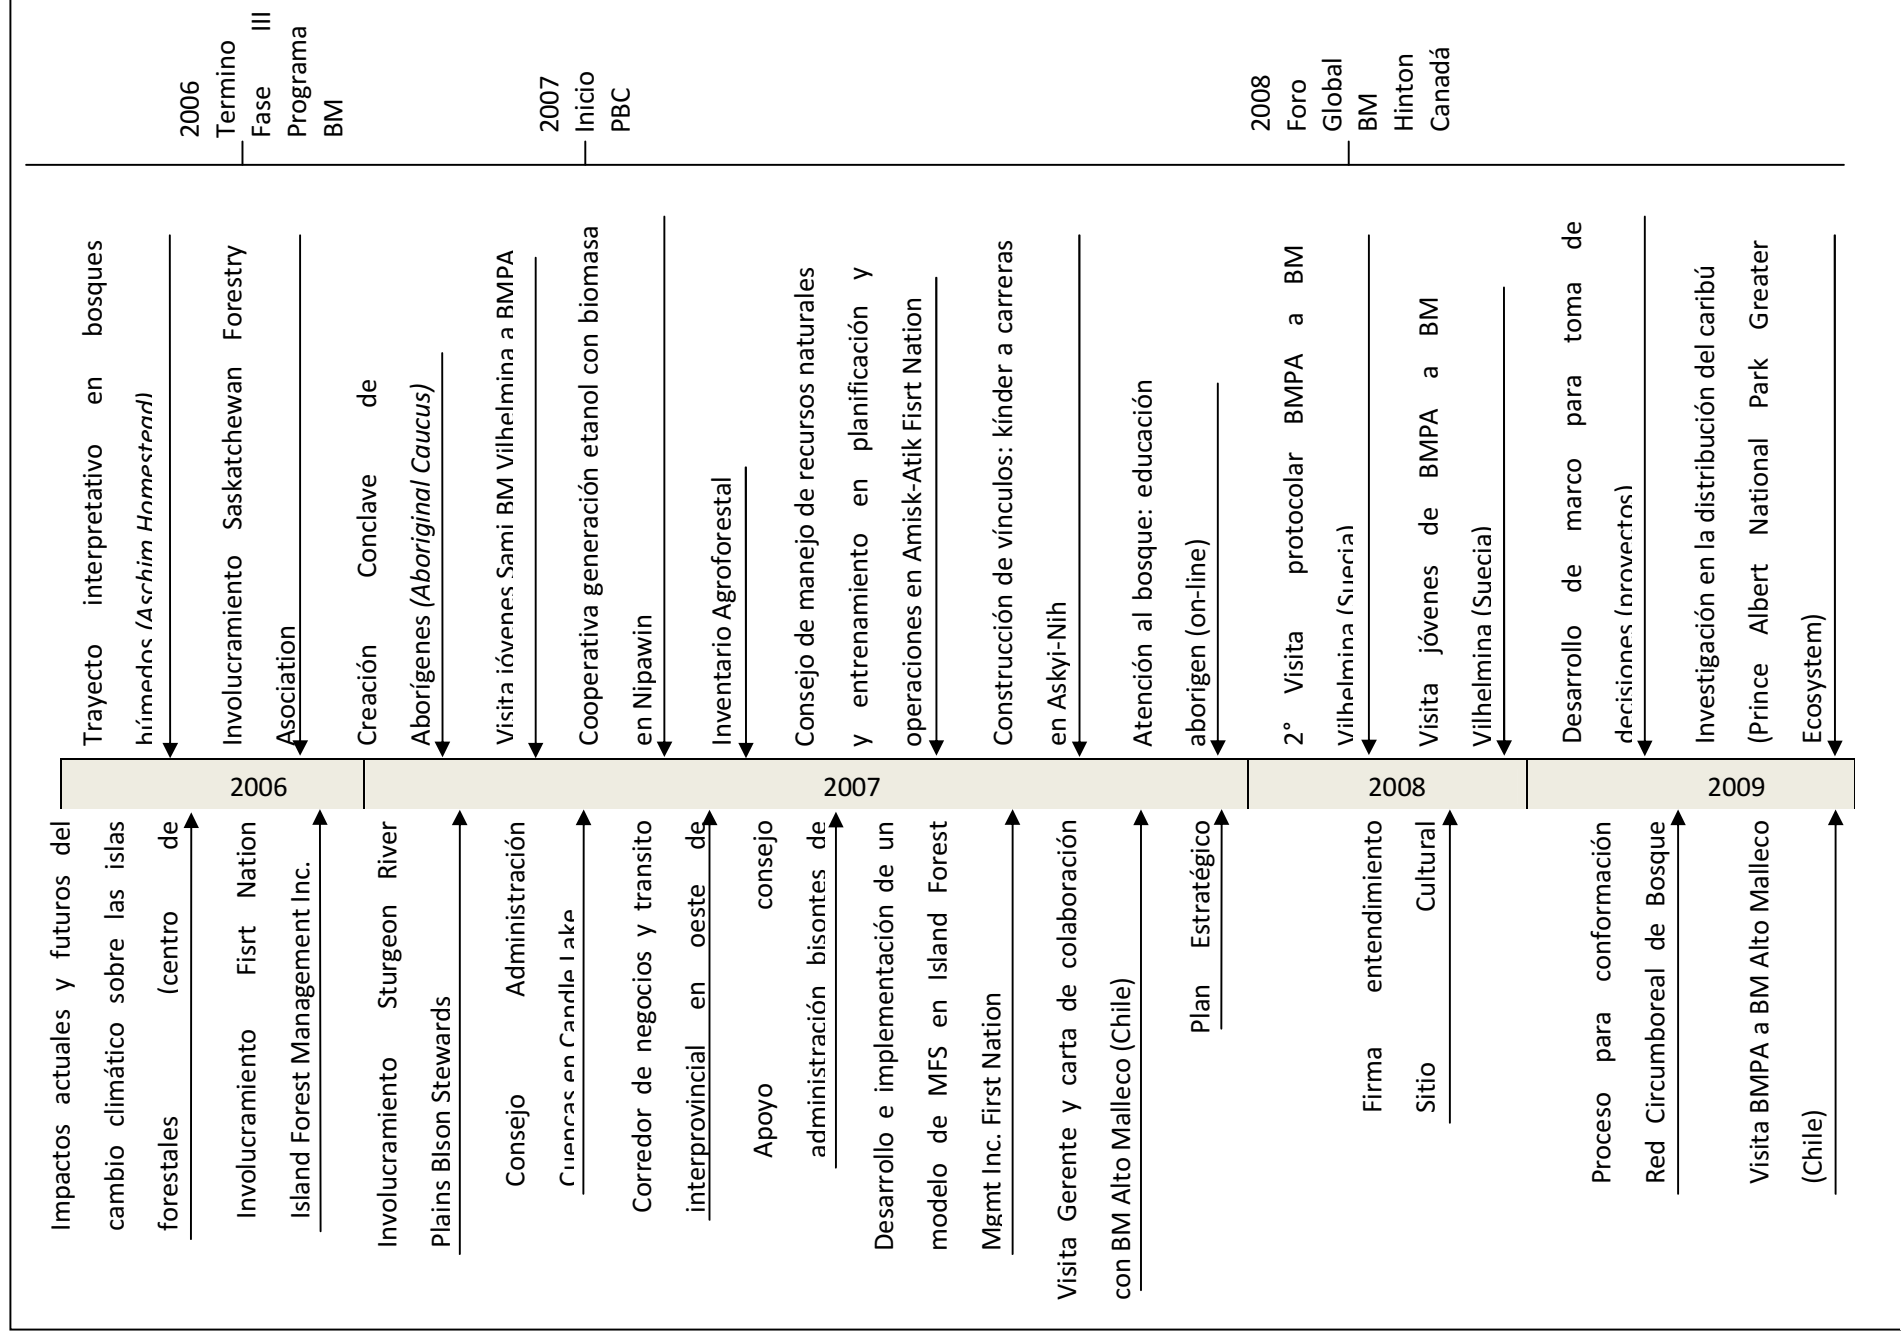 2006
Termino
Fase III
Programa
BM
2007
Inicio
PBC
2008
Foro
Global
BM
Hinton
Canadá
Trayecto interpretativo en bosques
húmedos (Aschim Homestead)
Involucramiento Saskatchewan Forestry
Asociation
Creación Conclave de
Aborígenes (Aboriginal Caucus)
Visita jóvenes Sami BM Vilhelmina a BMPA
Cooperativa generación etanol con biomasa
en Nipawin
Inventario Agroforestal
Consejo de manejo de recursos naturales
y entrenamiento en planificación y
operaciones en Amisk-Atik Fisrt Nation
Construcción de vínculos: kínder a carreras
en Askyi-Nih
Atención al bosque: educación
aborigen (on-line)
2° Visita protocolar BMPA a BM
Vilhelmina (Suecia)
Visita jóvenes de BMPA a BM
Vilhelmina (Suecia)
Desarrollo de marco para toma de
decisiones (proyectos)
Investigación en la distribución del caribú
(Prince Albert National Park Greater
Ecosystem)
2006
2007
2008
2009
Impactos actuales y futuros del
cambio climático sobre las islas
forestales (centro de
Involucramiento Fisrt Nation
Island Forest Management Inc.
Involucramiento Sturgeon River
Plains BIson Stewards
Consejo Administración
Cuencas en Candle Lake
Corredor de negocios y transito
interprovincial en oeste de
Apoyo consejo
administración bisontes de
Desarrollo e implementación de un
modelo de MFS en Island Forest
Mgmt Inc. First Nation
Visita Gerente y carta de colaboración
con BM Alto Malleco (Chile)
Plan Estratégico
Firma entendimiento
Sitio Cultural
Proceso para conformación
Red Circumboreal de Bosque
Visita BMPA a BM Alto Malleco
(Chile)